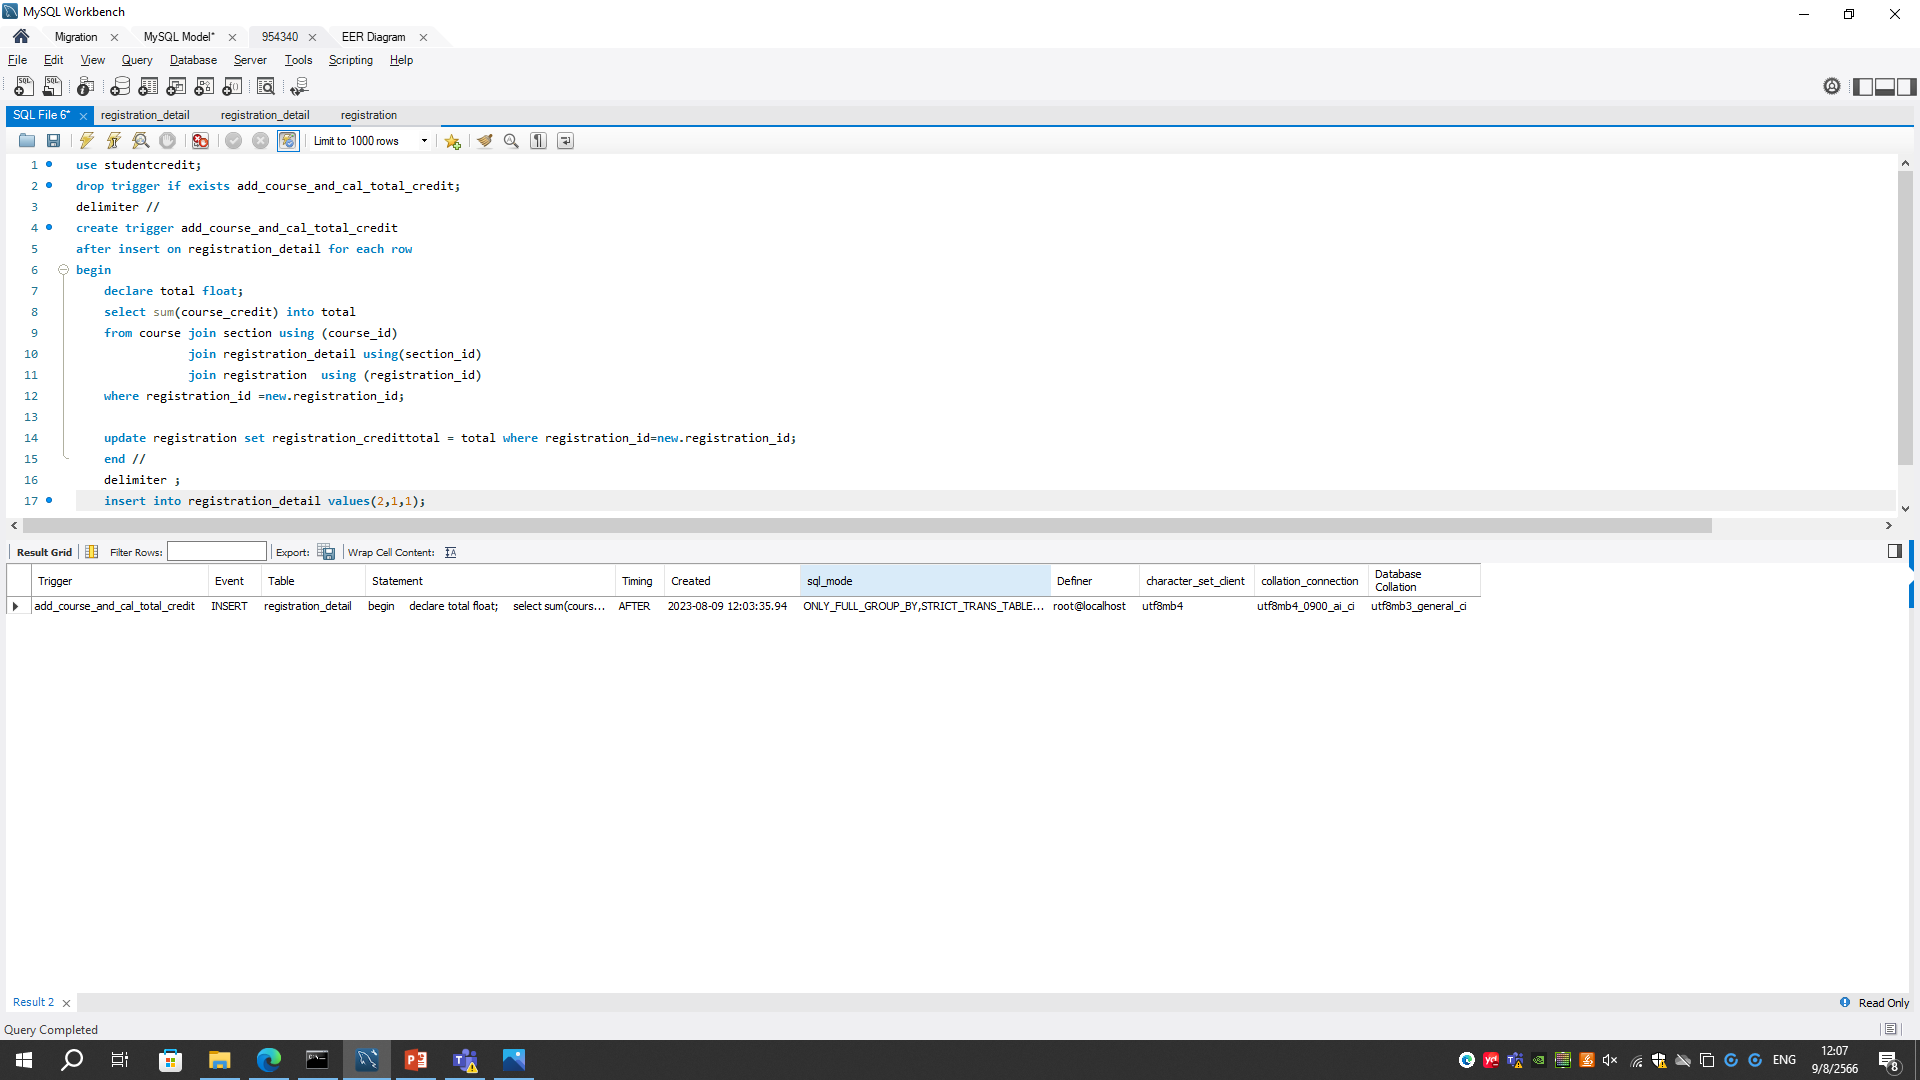 MySQL Workbench
Migration
MySQL Model*
954340
EER Diagram
File Edit View Query Database Server Tools Scripting Help
SQL File 6*
registration_detail
registration_detail
registration
Limit to 1000 rows
1 use studentcredit;
2 drop trigger if exists add_course_and_cal_total_credit;
3 delimiter //
4 create trigger add_course_and_cal_total_credit
5 after insert on registration_detail for each row
6 begin
7 declare total float;
8 select sum(course_credit) into total
9 from course join section using (course_id)
10 join registration_detail using(section_id)
11 join registration  using (registration_id)
12 where registration_id =new.registration_id;
13
14 update registration set registration_credittotal = total where registration_id=new.registration_id;
15 end //
16 delimiter ;
17 insert into registration_detail values(2,1,1);
Result Grid Filter Rows: Export: Wrap Cell Content:
Trigger Event Table Statement Timing Created sql_mode Definer character_set_client collation_connection Database Collation
add_course_and_cal_total_credit INSERT registration_detail begin declare total float; select sum(cours... AFTER 2023-08-09 12:03:35.94 ONLY_FULL_GROUP_BY,STRICT_TRANS_TABLE... root@localhost utf8mb4 utf8mb4_0900_ai_ci utf8mb3_general_ci
Result 2
Read Only
Query Completed
ENG
12:07
9/8/2566
8